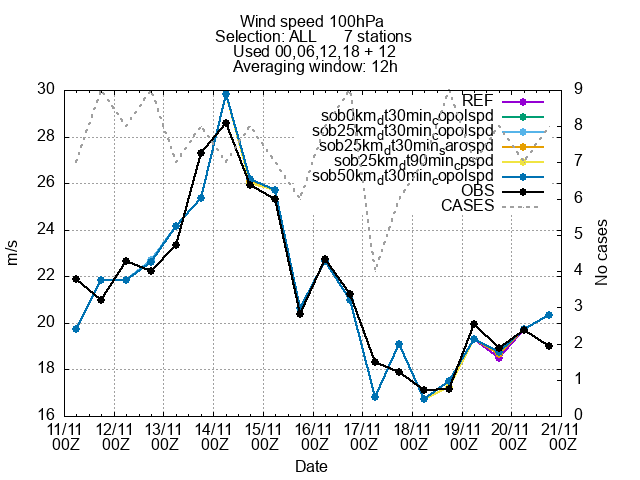 Wind speed 100hPa
Selection: ALL 7 stations
Used 00,06,12,18 + 12
Averaging window: 12h
30 9
REF
sob0km_dt30min_copolspd
8
28
sob25km_dt30min_copolspd
sob25km_dt30min_sarospd
7
sob25km_dt90min_cpspd
26
sob50km_dt30min_copolspd
OBS
6
CASES
24
5
m/s
No cases
22
4
3
20
2
18
1
16 0
11/11 12/11 13/11 14/11 15/11 16/11 17/11 18/11 19/11 20/11 21/11
00Z 00Z 00Z 00Z 00Z 00Z 00Z 00Z 00Z 00Z 00Z
Date